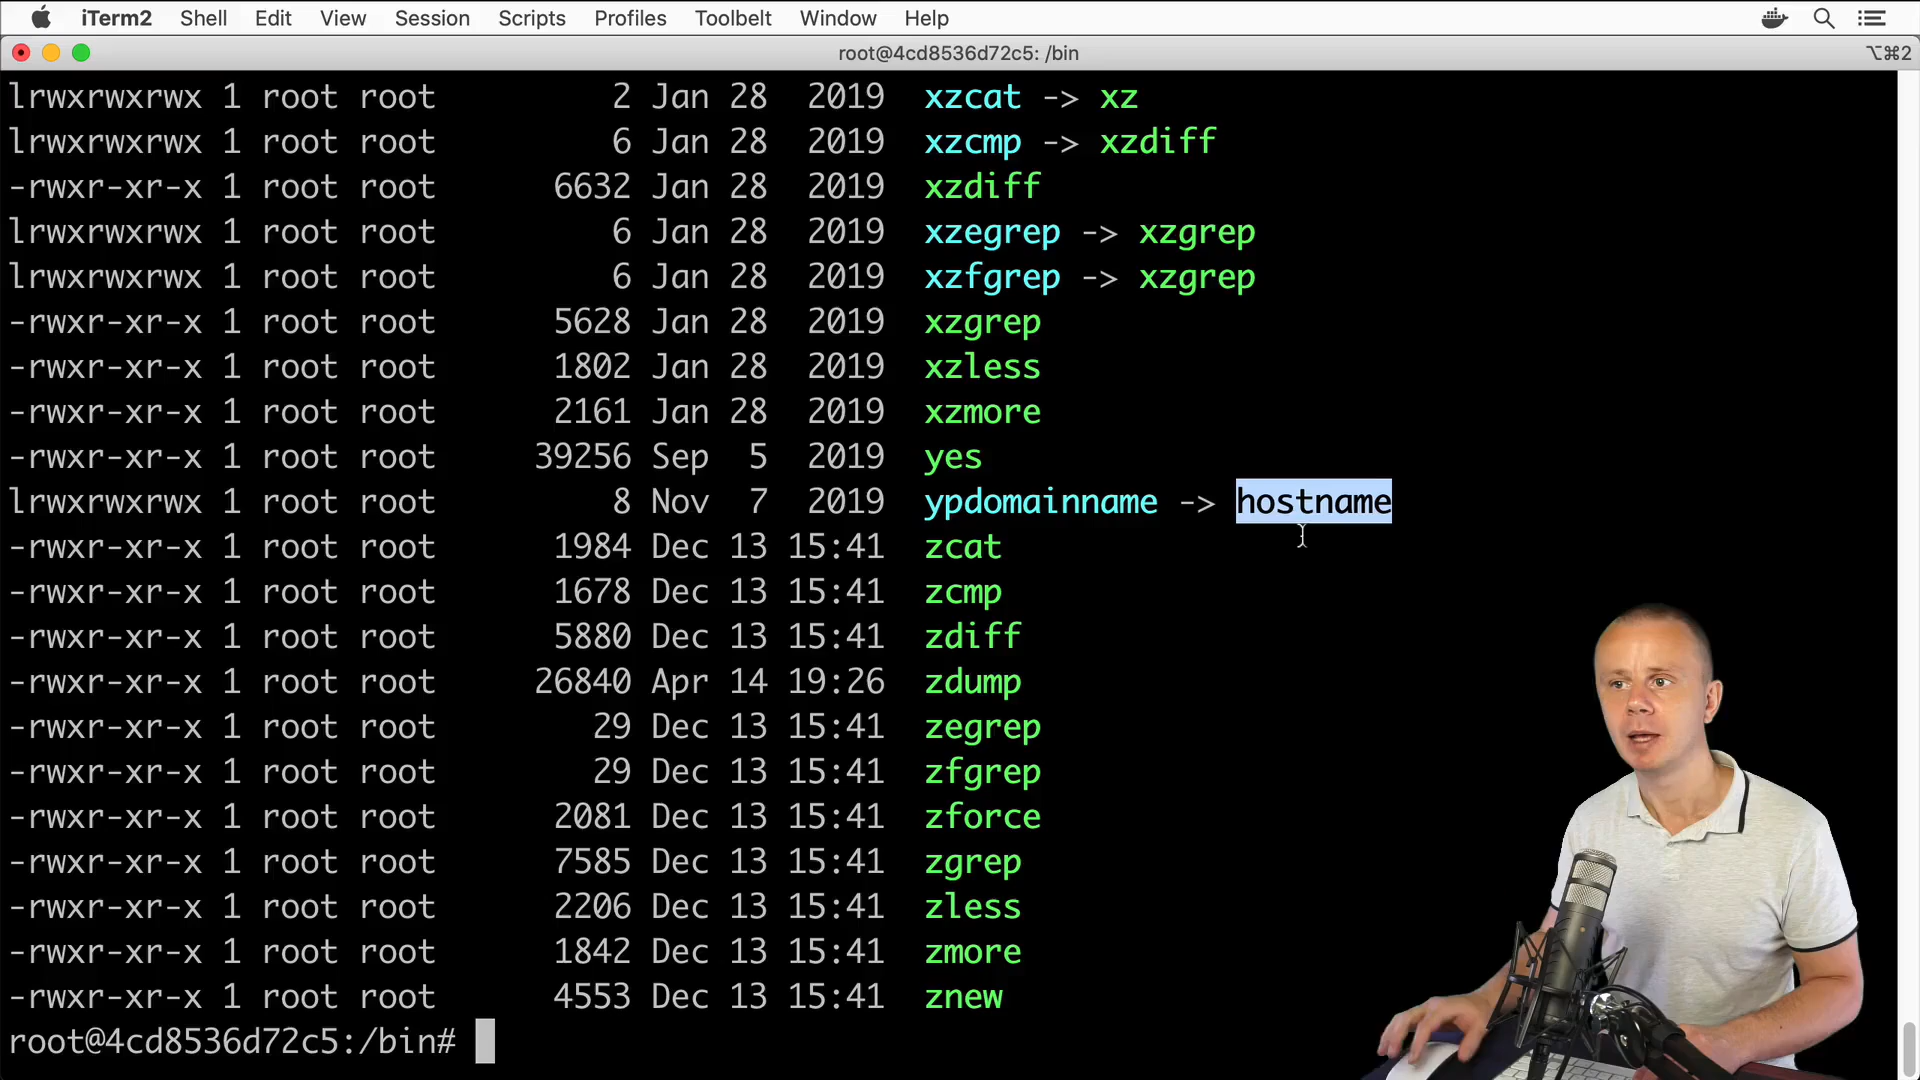 iTerm2 Shell Edit View Session Scripts Profiles Toolbelt Window Help
root@4cd8536d72c5: /bin ⌥⌘2
lrwxrwxrwx 1 root root 2 Jan 28 2019 xzcat -> xz
lrwxrwxrwx 1 root root 6 Jan 28 2019 xzcmp -> xzdiff
-rwxr-xr-x 1 root root 6632 Jan 28 2019 xzdiff
lrwxrwxrwx 1 root root 6 Jan 28 2019 xzegrep -> xzgrep
lrwxrwxrwx 1 root root 6 Jan 28 2019 xzfgrep -> xzgrep
-rwxr-xr-x 1 root root 5628 Jan 28 2019 xzgrep
-rwxr-xr-x 1 root root 1802 Jan 28 2019 xzless
-rwxr-xr-x 1 root root 2161 Jan 28 2019 xzmore
-rwxr-xr-x 1 root root 39256 Sep 5 2019 yes
lrwxrwxrwx 1 root root 8 Nov 7 2019 ypdomainname -> hostname
-rwxr-xr-x 1 root root 1984 Dec 13 15:41 zcat
-rwxr-xr-x 1 root root 1678 Dec 13 15:41 zcmp
-rwxr-xr-x 1 root root 5880 Dec 13 15:41 zdiff
-rwxr-xr-x 1 root root 26840 Apr 14 19:26 zdump
-rwxr-xr-x 1 root root 29 Dec 13 15:41 zegrep
-rwxr-xr-x 1 root root 29 Dec 13 15:41 zfgrep
-rwxr-xr-x 1 root root 2081 Dec 13 15:41 zforce
-rwxr-xr-x 1 root root 7585 Dec 13 15:41 zgrep
-rwxr-xr-x 1 root root 2206 Dec 13 15:41 zless
-rwxr-xr-x 1 root root 1842 Dec 13 15:41 zmore
-rwxr-xr-x 1 root root 4553 Dec 13 15:41 znew
root@4cd8536d72c5:/bin#